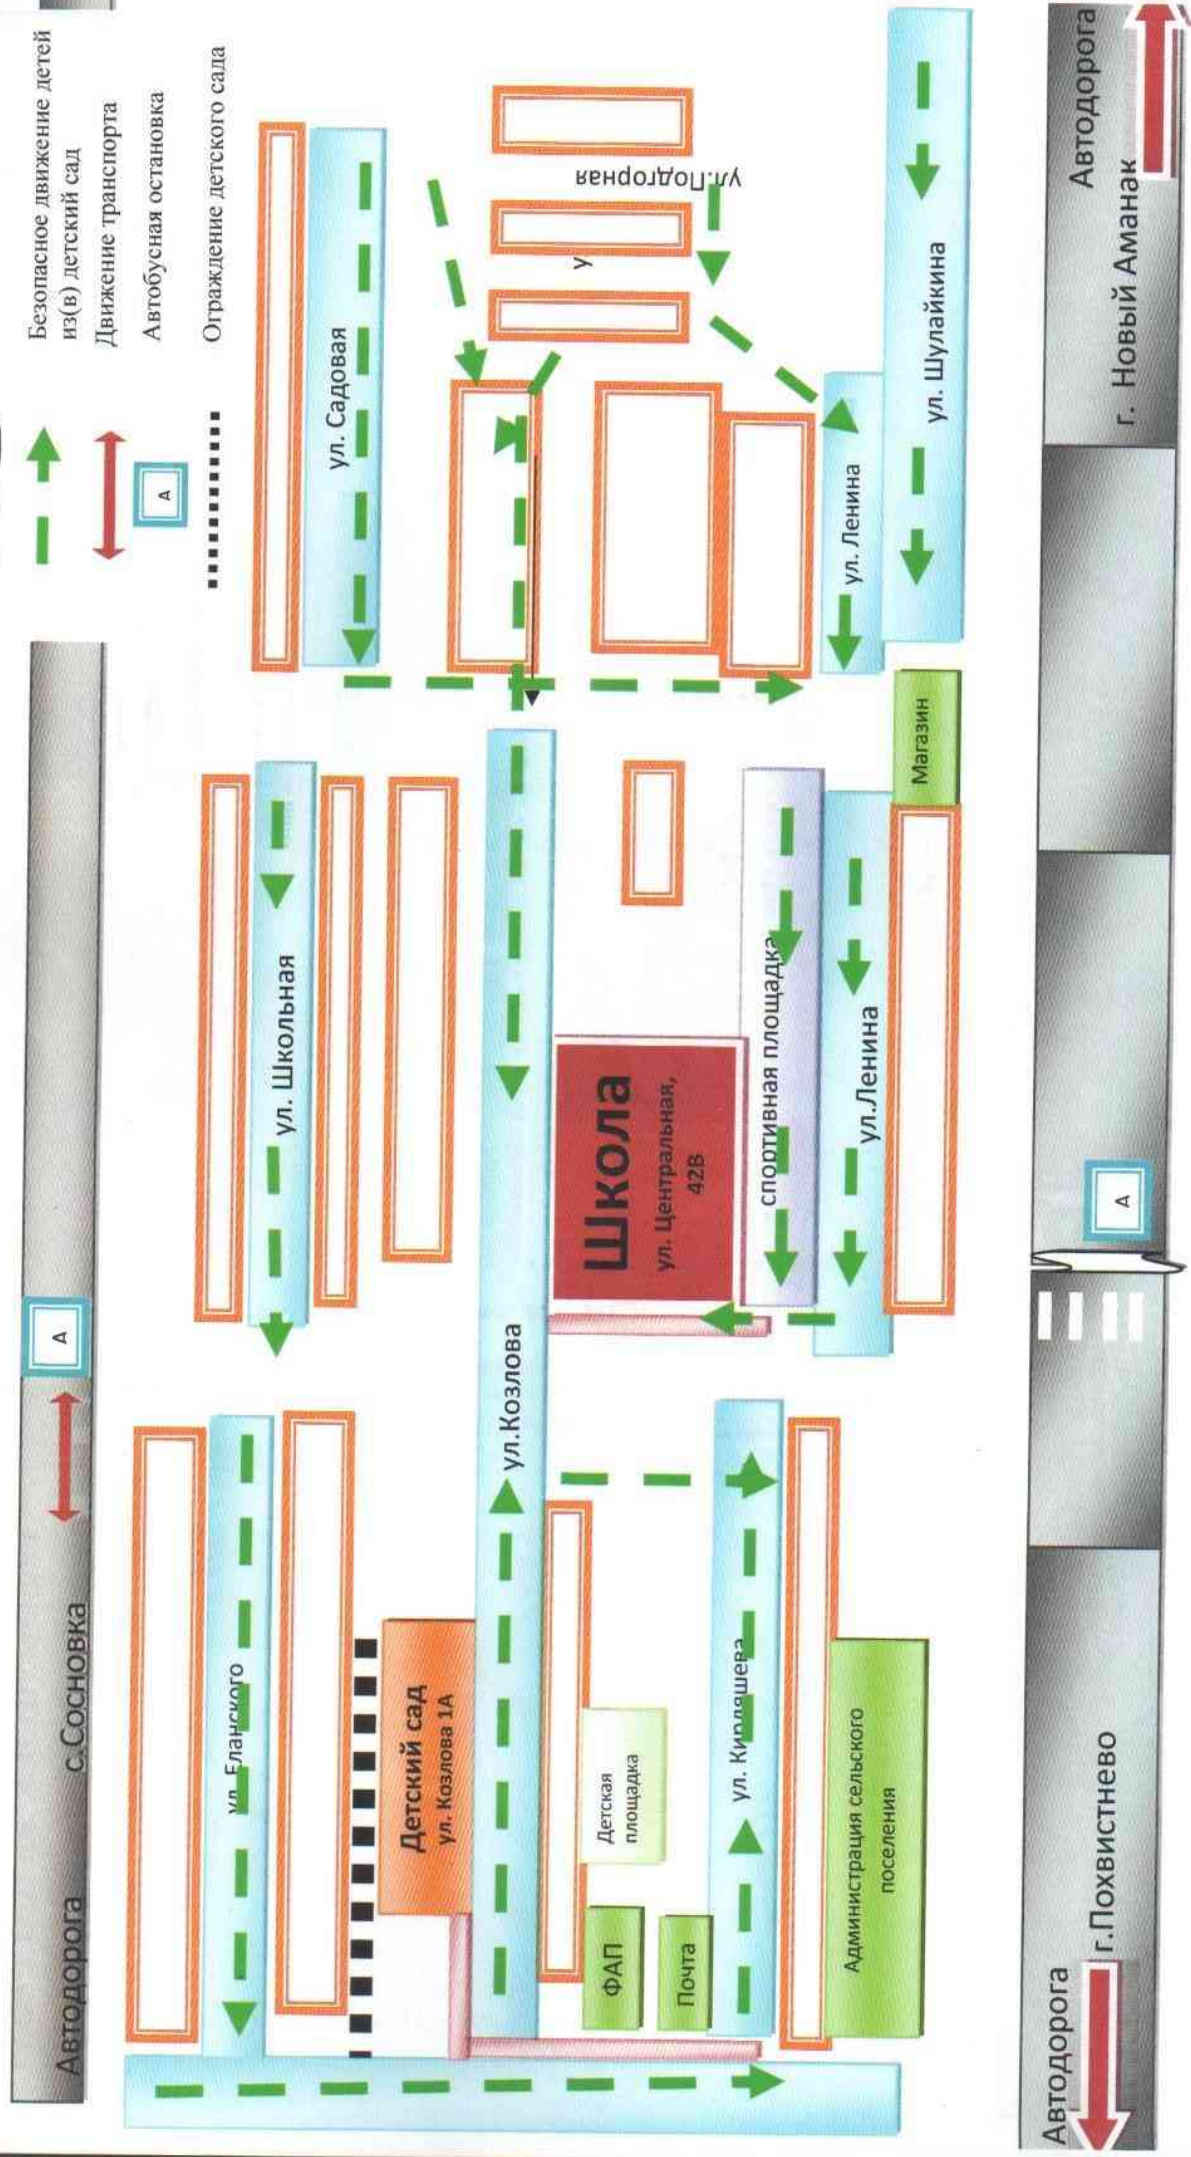 Безопасное движение детей
из(в) детский сад
Движение транспорта
А
Автобусная остановка
Ограждение детского сада
Автодорога
с.Сосновка
А
ул. Еланского
ул. Школьная
ул. Садовая
Детский сад
ул. Козлова 1А
ул.Козлова
ул.Подгорная
у
ФАП
Детская
площадка
Школа
ул. Центральная,
42В
Почта
ул. Кирдяшева
спортивная площадка
ул.Ленина
ул. Ленина
Администрация сельского
поселения
Магазин
ул. Шулайкина
Автодорога
г.Похвистнево
А
Автодорога
г. Новый Аманак